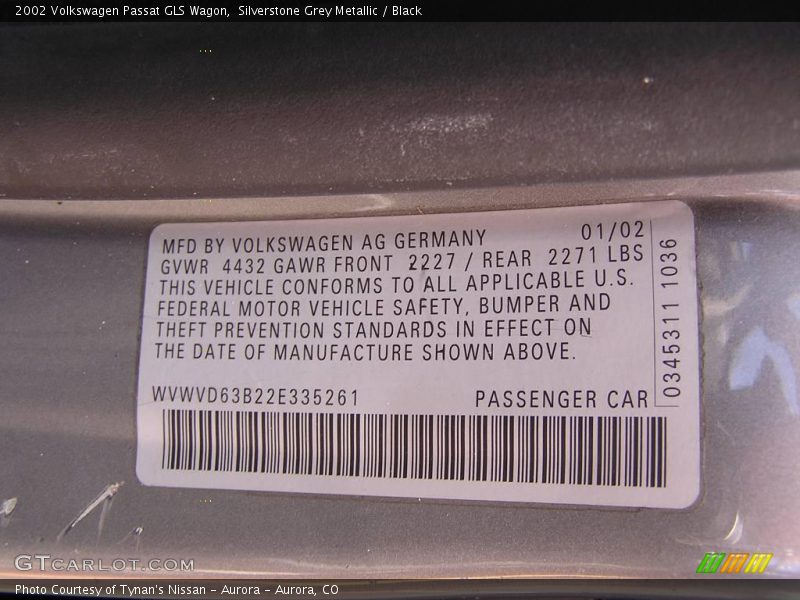 2002 Volkswagen Passat GLS Wagon, Silverstone Grey Metallic / Black
MFD BY VOLKSWAGEN AG GERMANY 01/02
GVWR 4432 GAWR FRONT 2227 / REAR 2271 LBS
THIS VEHICLE CONFORMS TO ALL APPLICABLE U.S.
FEDERAL MOTOR VEHICLE SAFETY, BUMPER AND
THEFT PREVENTION STANDARDS IN EFFECT ON
THE DATE OF MANUFACTURE SHOWN ABOVE.
WVWVD63B22E335261 PASSENGER CAR
0345311 1036
GTCARLOT.COM
Photo Courtesy of Tynan's Nissan - Aurora - Aurora, CO